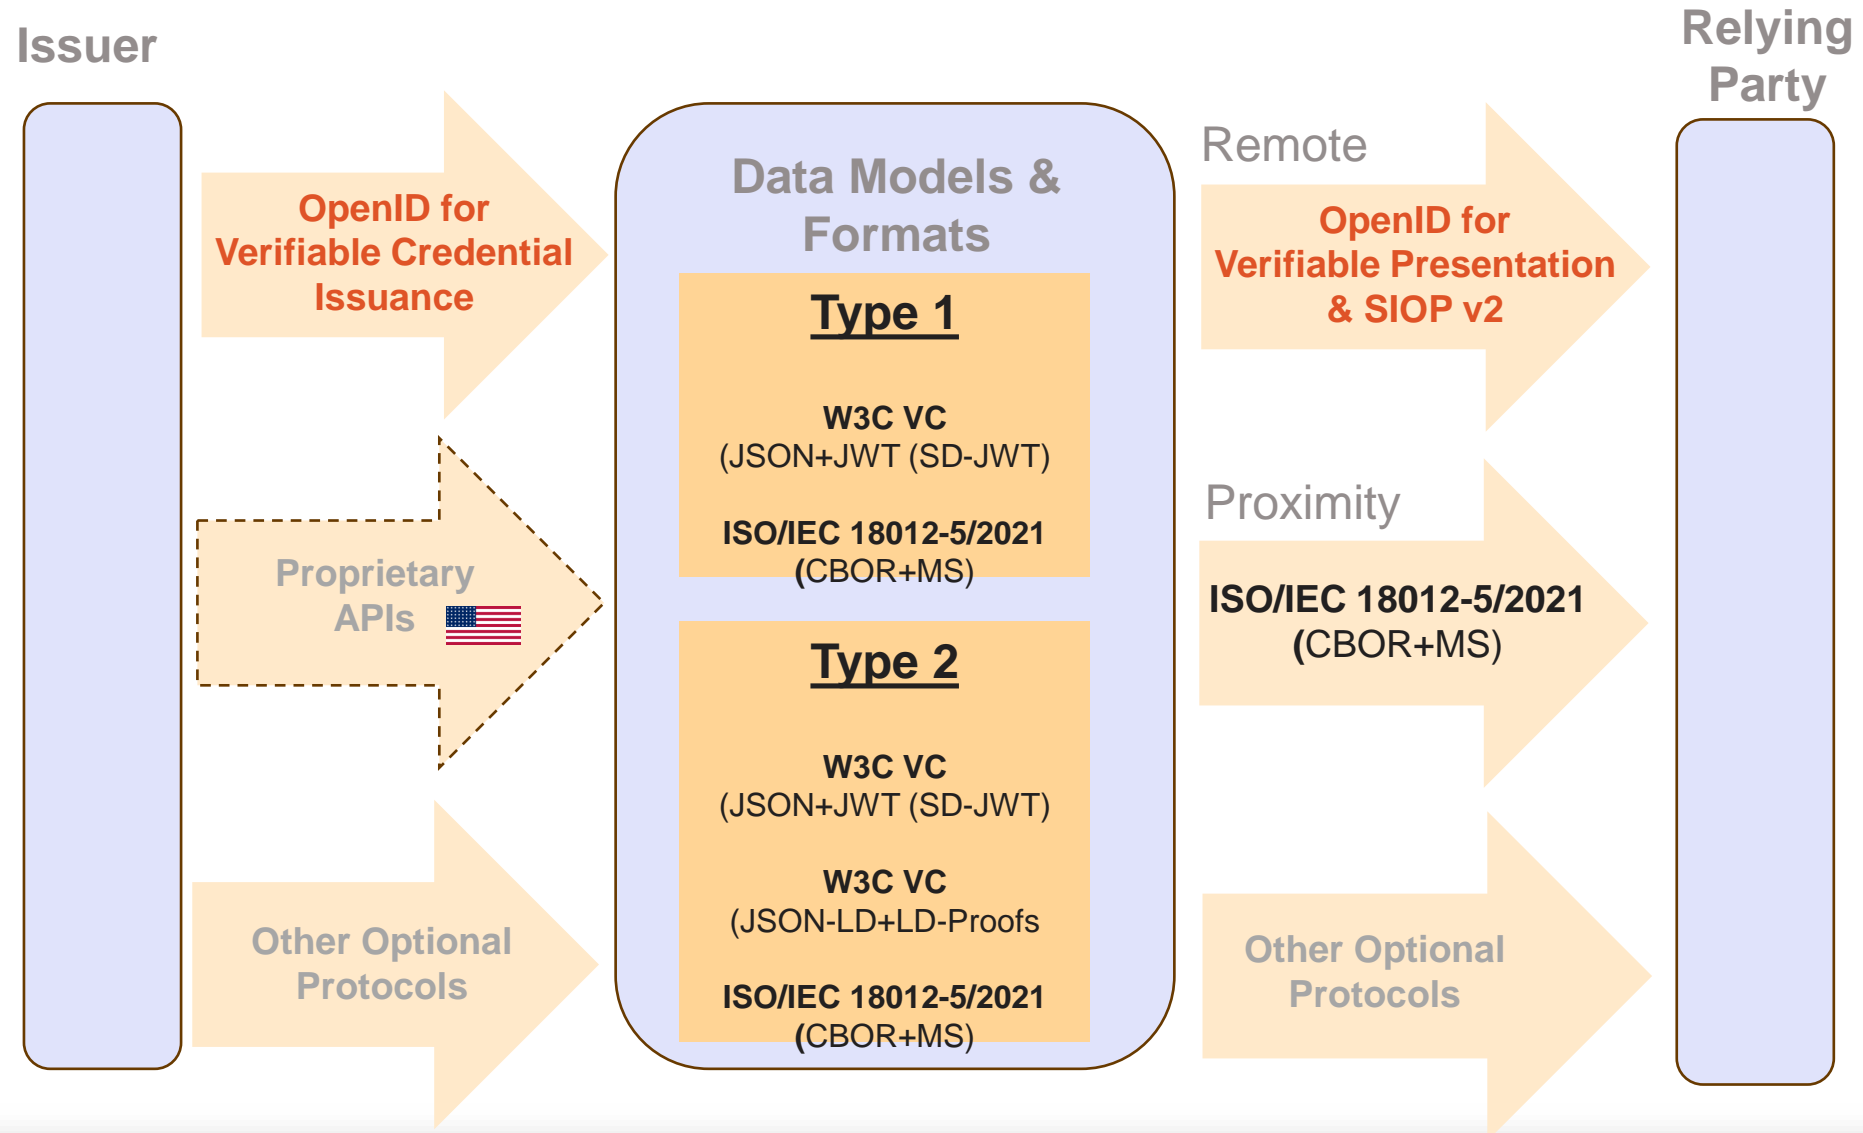 Issuer
OpenID for
Verifiable Credential
Issuance
Proprietary
APIs
Other Optional
Protocols
Data Models &
Formats
Type 1
W3C VC
(JSON+JWT (SD-JWT)
ISO/IEC 18012-5/2021
(CBOR+MS)
Type 2
W3C VC
(JSON+JWT (SD-JWT)
W3C VC
(JSON-LD+LD-Proofs
ISO/IEC 18012-5/2021
(CBOR+MS)
Remote
OpenID for
Verifiable Presentation
& SIOP v2
Proximity
ISO/IEC 18012-5/2021
(CBOR+MS)
Other Optional
Protocols
Relying
Party